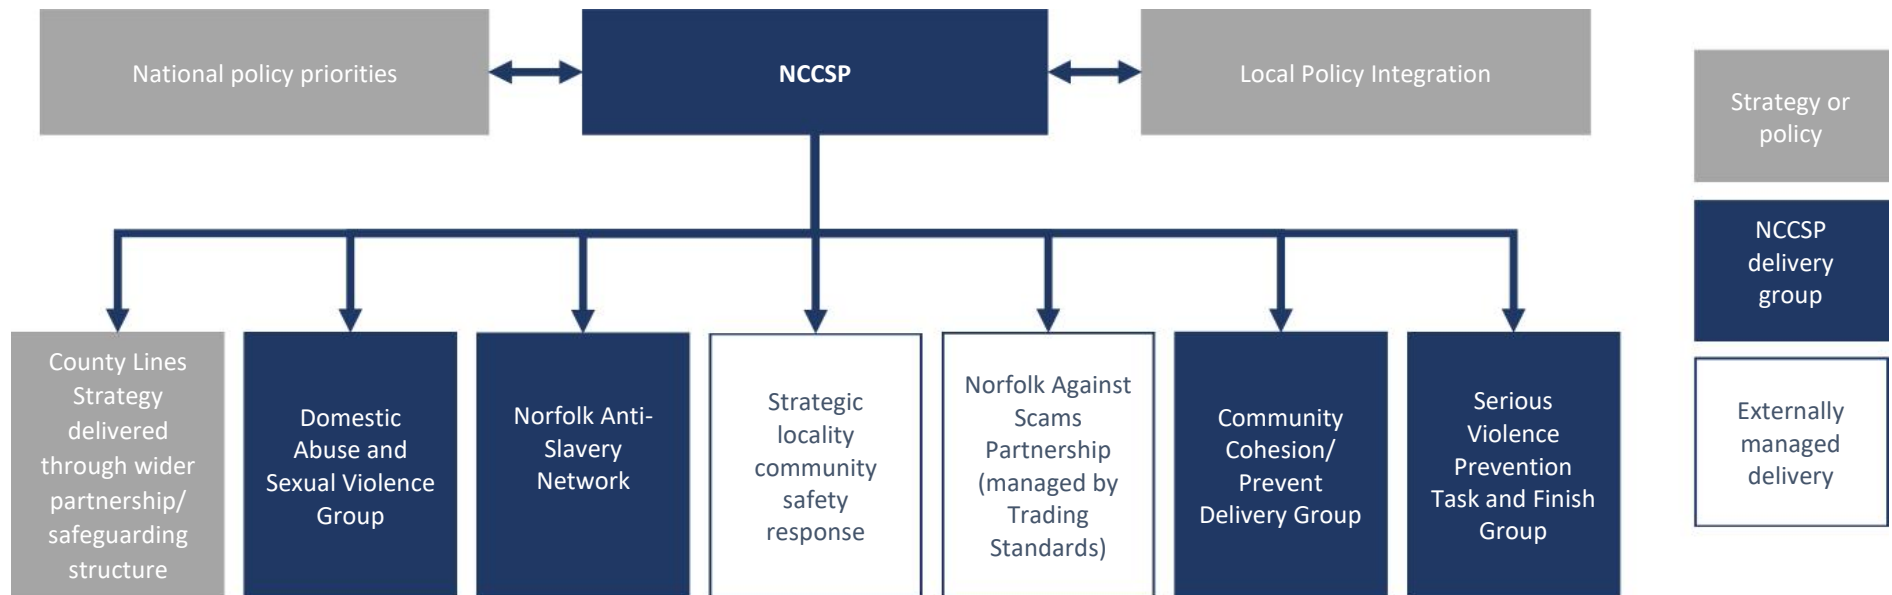 National policy priorities
NCCSP
Local Policy Integration
Strategy or
policy
NCCSP
delivery
group
Externally
managed
delivery
County Lines
Strategy
delivered
through wider
partnership/
safeguarding
structure
Domestic
Abuse and
Sexual Violence
Group
Norfolk Anti-
Slavery
Network
Strategic
locality
community
safety
response
Norfolk Against
Scams
Partnership
(managed by
Trading
Standards)
Community
Cohesion/
Prevent
Delivery Group
Serious
Violence
Prevention
Task and Finish
Group